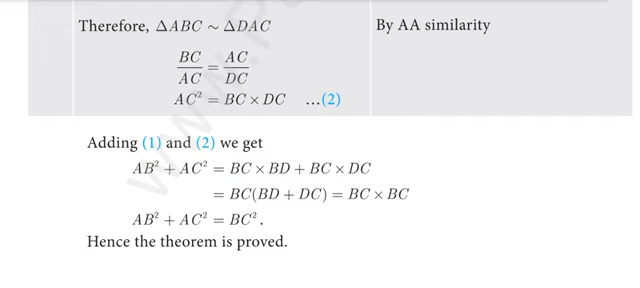 Therefore, ΔABC ~ ΔDAC By AA similarity
BC/AC = AC/DC
AC² = BC × DC …(2)
Adding (1) and (2) we get
AB² + AC² = BC × BD + BC × DC
= BC(BD + DC) = BC × BC
AB² + AC² = BC².
Hence the theorem is proved.